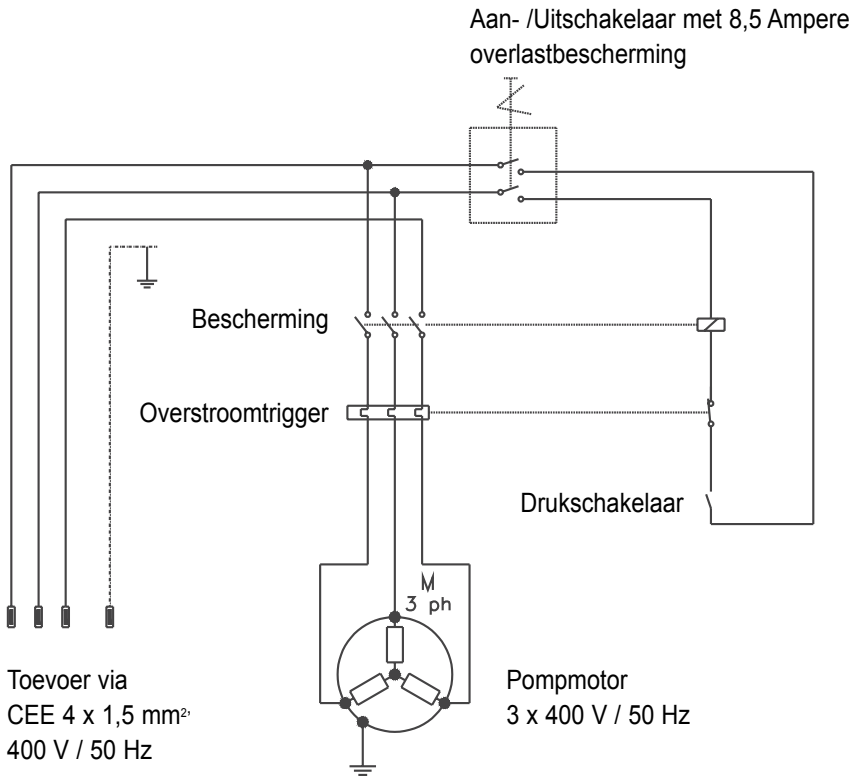 Aan- /Uitschakelaar met 8,5 Ampere
overlastbescherming
Bescherming
Overstroomtrigger
Drukschakelaar
M
3 ph
Toevoer via
CEE 4 x 1,5 mm²,
400 V / 50 Hz
Pompmotor
3 x 400 V / 50 Hz